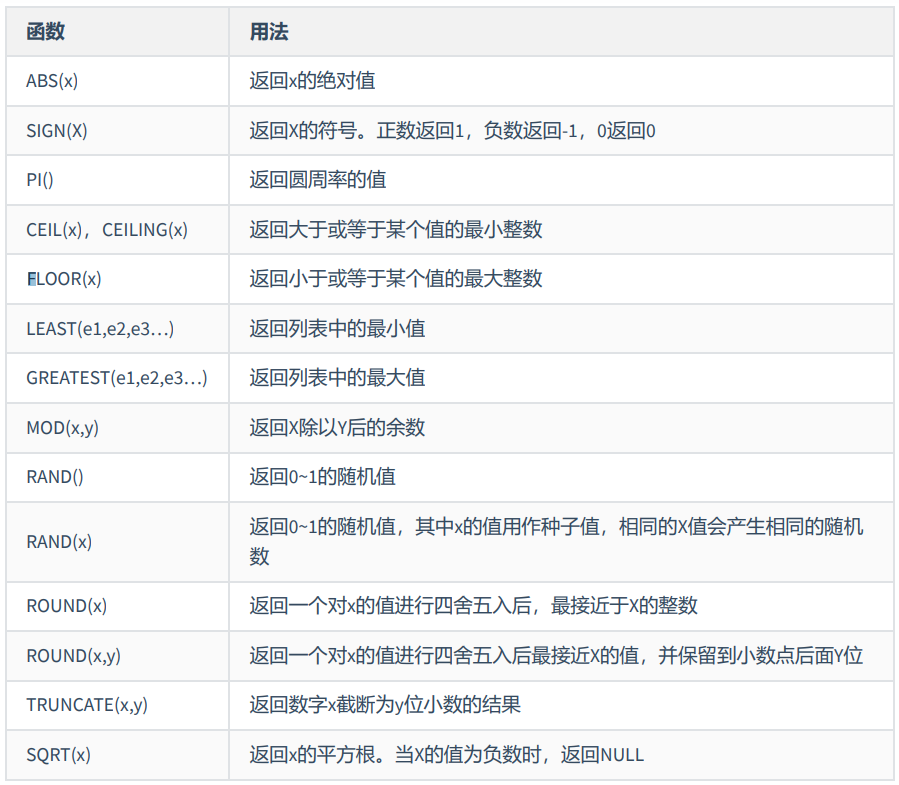 函数 用法
ABS(x) 返回x的绝对值
SIGN(X) 返回X的符号。正数返回1，负数返回-1，0返回0
PI() 返回圆周率的值
CEIL(x)，CEILING(x) 返回大于或等于某个值的最小整数
FLOOR(x) 返回小于或等于某个值的最大整数
LEAST(e1,e2,e3…) 返回列表中的最小值
GREATEST(e1,e2,e3…) 返回列表中的最大值
MOD(x,y) 返回X除以Y后的余数
RAND() 返回0~1的随机值
RAND(x) 返回0~1的随机值，其中x的值用作种子值，相同的X值会产生相同的随机
数
ROUND(x) 返回一个对x的值进行四舍五入后，最接近于X的整数
ROUND(x,y) 返回一个对x的值进行四舍五入后最接近X的值，并保留到小数点后面Y位
TRUNCATE(x,y) 返回数字x截断为y位小数的结果
SQRT(x) 返回x的平方根。当X的值为负数时，返回NULL